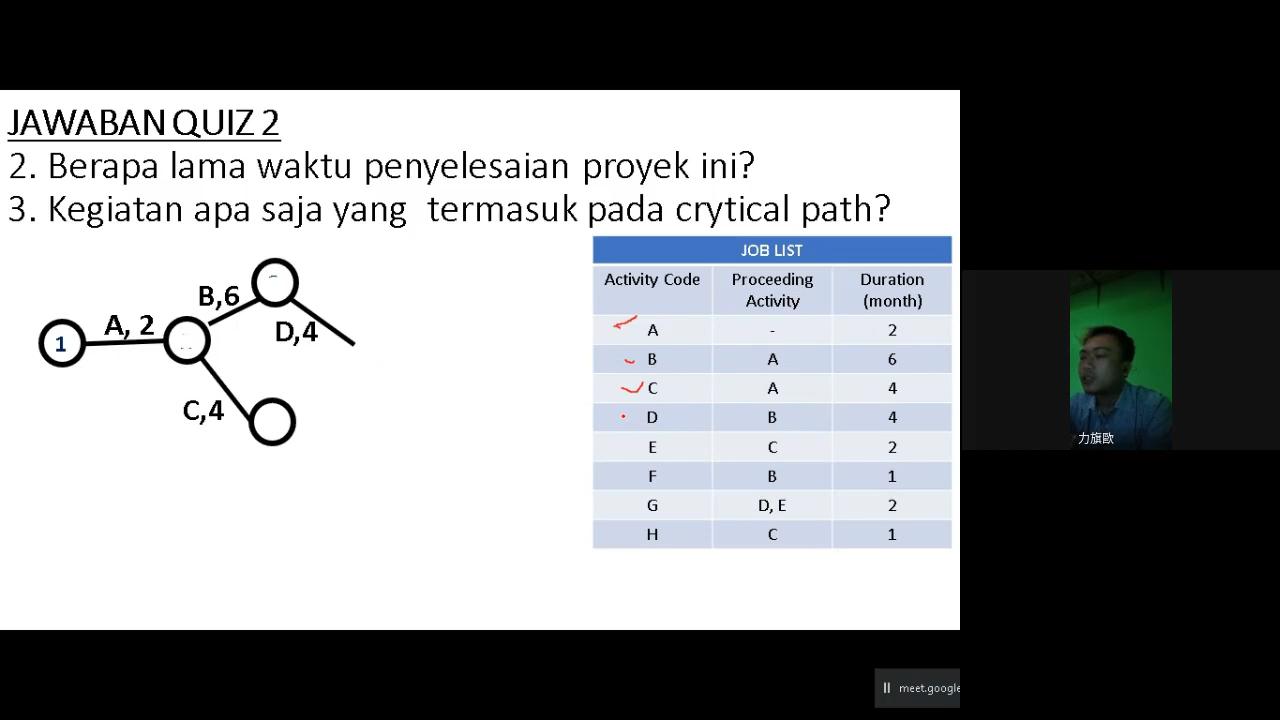 JAWABAN QUIZ 2
2. Berapa lama waktu penyelesaian proyek ini?
3. Kegiatan apa saja yang termasuk pada crytical path?
B,6
A, 2
D,4
1
C,4
JOB LIST
Activity Code Proceeding Activity Duration (month)
A - 2
B A 6
C A 4
D B 4
E C 2
F B 1
G D, E 2
H C 1
力旗歐
meet.google